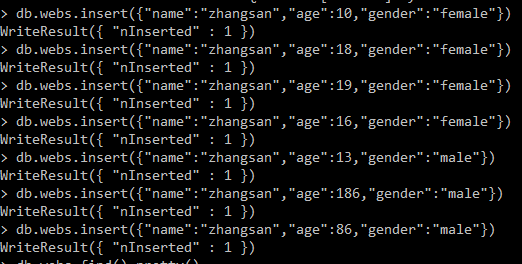 > db.webs.insert({"name":"zhangsan","age":10,"gender":"female"})
WriteResult({ "nInserted" : 1 })
> db.webs.insert({"name":"zhangsan","age":18,"gender":"female"})
WriteResult({ "nInserted" : 1 })
> db.webs.insert({"name":"zhangsan","age":19,"gender":"female"})
WriteResult({ "nInserted" : 1 })
> db.webs.insert({"name":"zhangsan","age":16,"gender":"female"})
WriteResult({ "nInserted" : 1 })
> db.webs.insert({"name":"zhangsan","age":13,"gender":"male"})
WriteResult({ "nInserted" : 1 })
> db.webs.insert({"name":"zhangsan","age":186,"gender":"male"})
WriteResult({ "nInserted" : 1 })
> db.webs.insert({"name":"zhangsan","age":86,"gender":"male"})
WriteResult({ "nInserted" : 1 })
> db.webs.find().pretty()